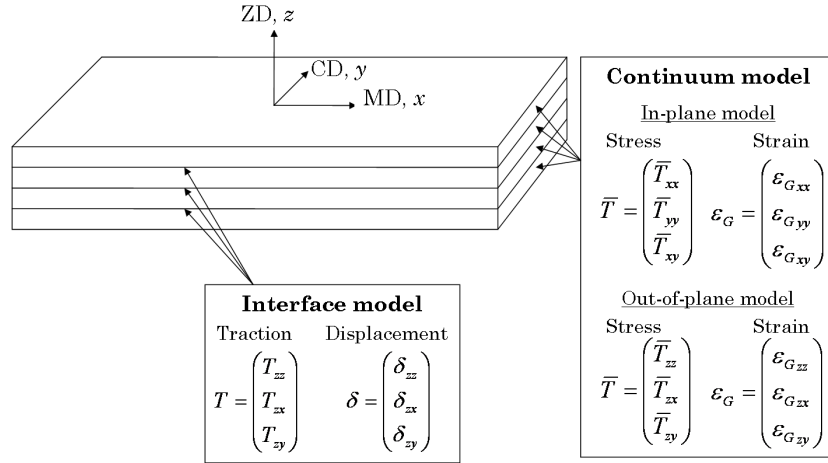 ZD, z
CD, y
MD, x
Continuum model
In-plane model
Stress Strain
T̅ = (T̅xx T̅yy T̅xy) εG = (εGxx εGyy εGxy)
Out-of-plane model
Stress Strain
T̅ = (T̅zz T̅zx T̅zy) εG = (εGzz εGzx εGzy)
Interface model
Traction Displacement
T = (Tzz Tzx Tzy) δ = (δzz δzx δzy)